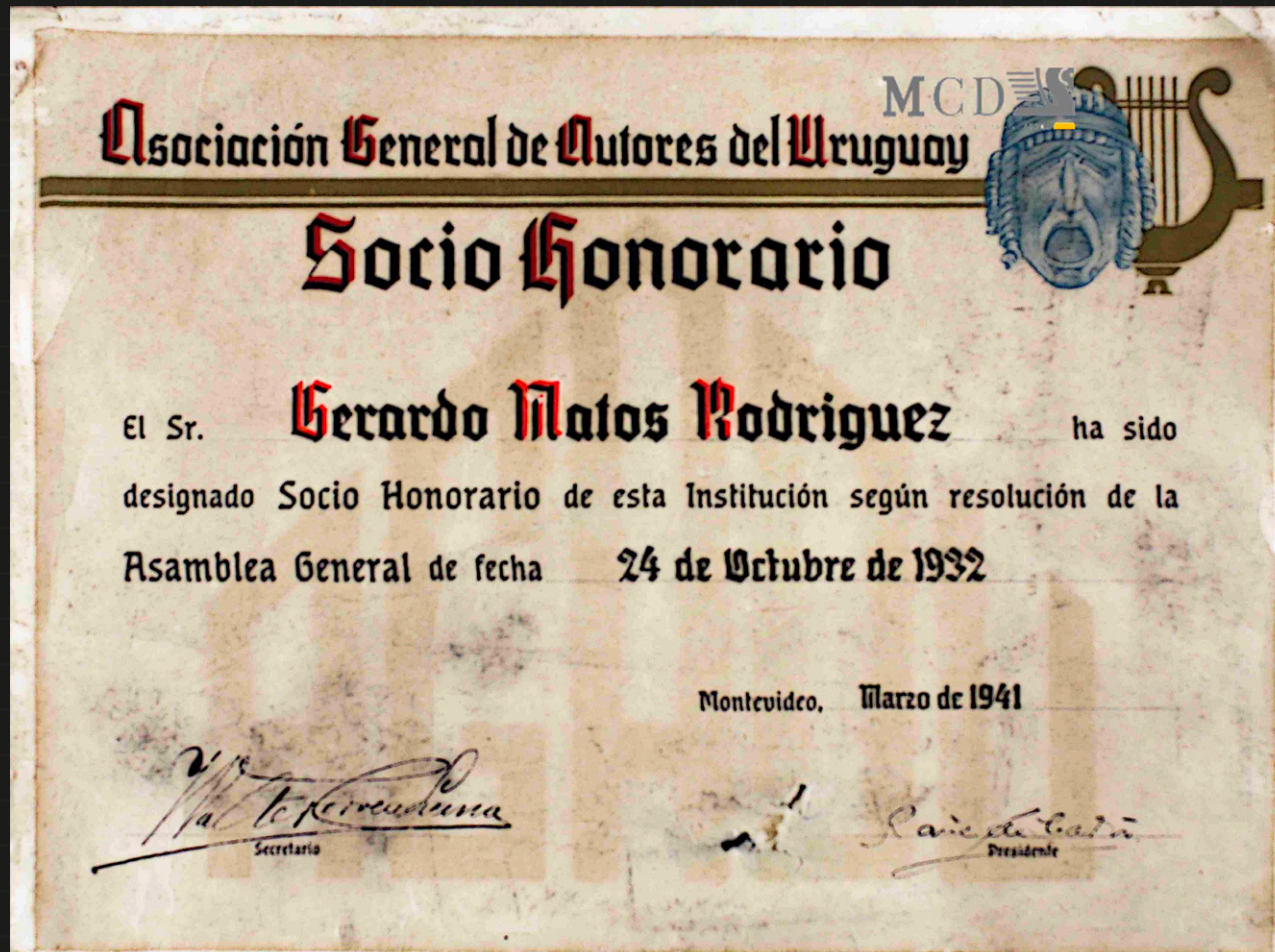 MCD
Asociación General de Autores del Uruguay
Socio Honorario
El Sr. Gerardo Matos Rodriguez ha sido
designado Socio Honorario de esta Institución según resolución de la
Asamblea General de fecha 24 de Octubre de 1932
Montevideo, Marzo de 1941
Secretario
Presidente